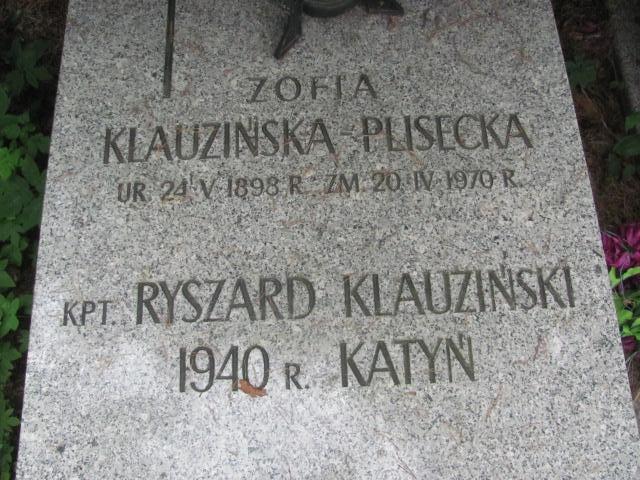 ZOFIA
KLAUZIŃSKA-PLISECKA
UR. 24 V 1898 R. ZM. 20 IV 1970 R.
KPT. RYSZARD KLAUZIŃSKI
1940 R. KATYŃ